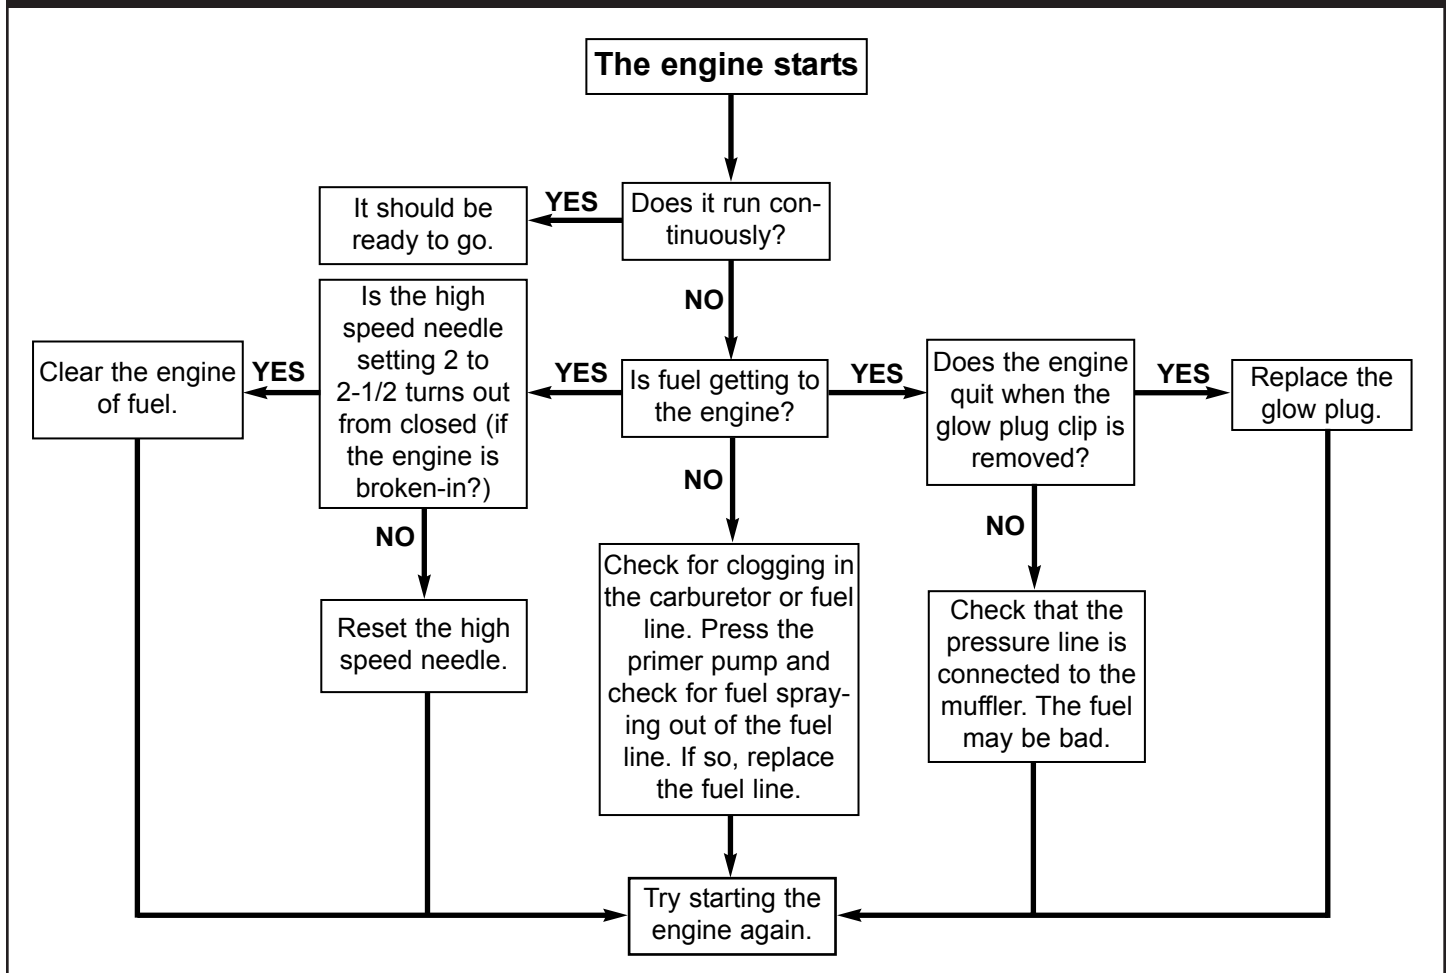 The engine starts
Does it run con-
tinuously?
YES
It should be
ready to go.
NO
Is fuel getting to
the engine?
YES
Is the high
speed needle
setting 2 to
2-1/2 turns out
from closed (if
the engine is
broken-in?)
YES
Clear the engine
of fuel.
NO
Reset the high
speed needle.
NO
Check for clogging in
the carburetor or fuel
line. Press the
primer pump and
check for fuel spray-
ing out of the fuel
line. If so, replace
the fuel line.
YES
Does the engine
quit when the
glow plug clip is
removed?
YES
Replace the
glow plug.
NO
Check that the
pressure line is
connected to the
muffler. The fuel
may be bad.
Try starting the
engine again.